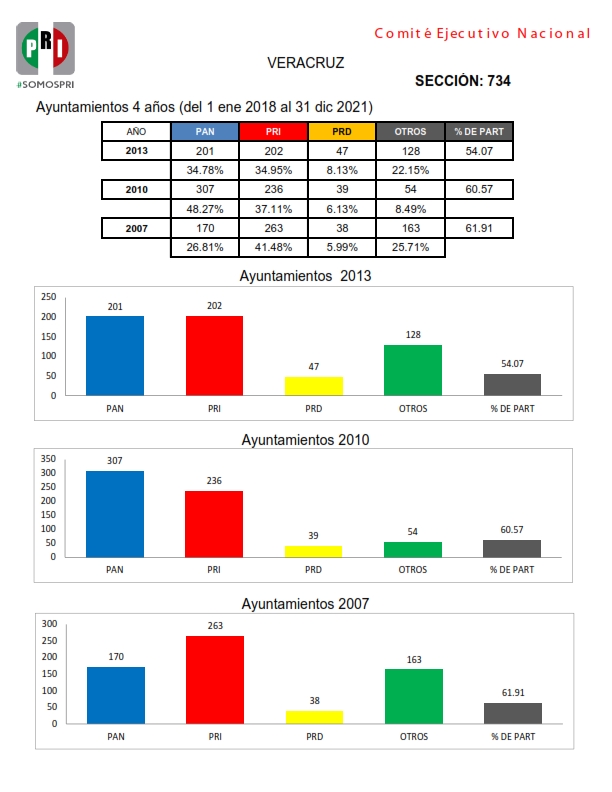 Comité Ejecutivo Nacional
PRI
#SOMOSPRI
VERACRUZ
SECCIÓN: 734
Ayuntamientos 4 años (del 1 ene 2018 al 31 dic 2021)
AÑO PAN PRI PRD OTROS % DE PART
2013 201 202 47 128 54.07
34.78% 34.95% 8.13% 22.15%
2010 307 236 39 54 60.57
48.27% 37.11% 6.13% 8.49%
2007 170 263 38 163 61.91
26.81% 41.48% 5.99% 25.71%
Ayuntamientos 2013
250
200
150
100
50
0
201 202 47 128 54.07
PAN PRI PRD OTROS % DE PART
Ayuntamientos 2010
350
300
250
200
150
100
50
0
307 236 39 54 60.57
PAN PRI PRD OTROS % DE PART
Ayuntamientos 2007
300
250
200
150
100
50
0
170 263 38 163 61.91
PAN PRI PRD OTROS % DE PART